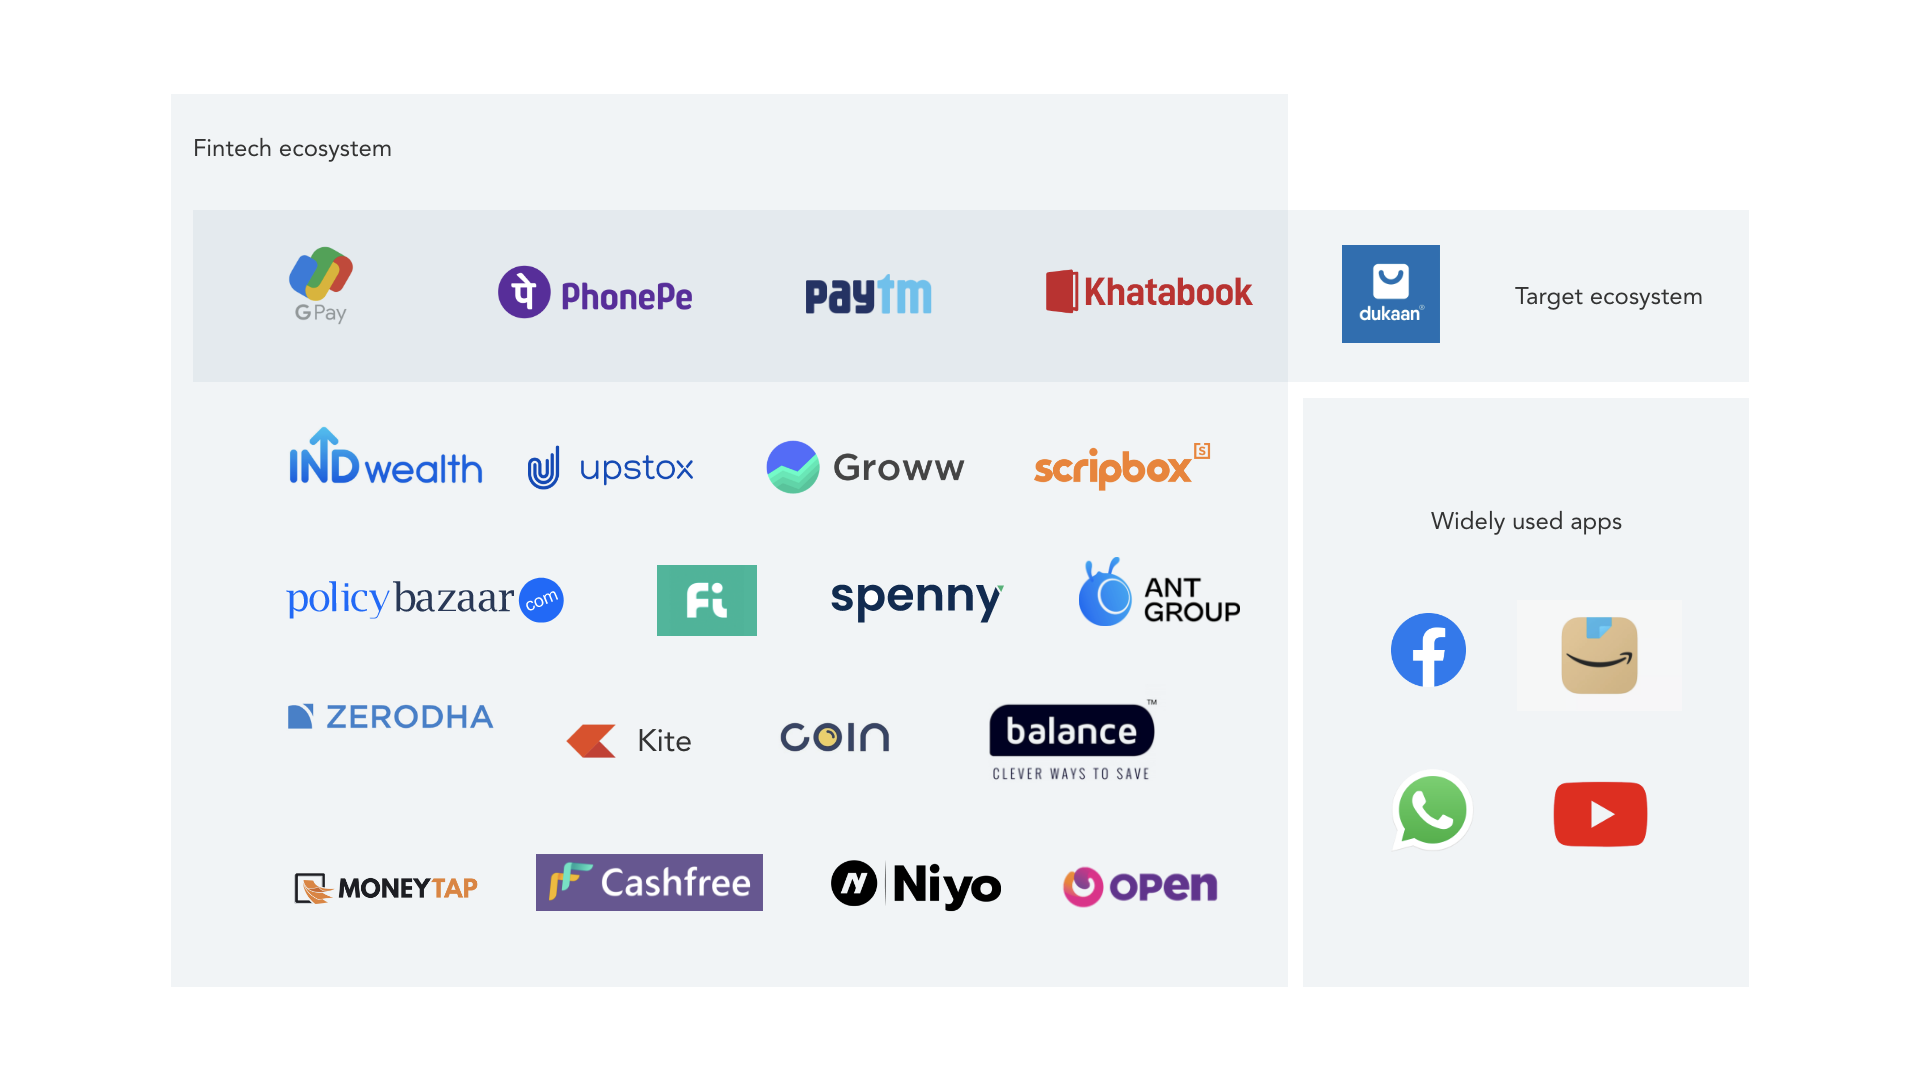 Fintech ecosystem
G Pay
पे PhonePe
paytm
Khatabook
dukaan®
Target ecosystem
INDwealth
upstox
Groww
scripbox [S]
policybazaar com
Fi
spenny
ANT
GROUP
Widely used apps
f
ZERODHA
Kite
COIN
balance™
CLEVER WAYS TO SAVE
MONEYTAP
Cashfree
N Niyo
OPEN